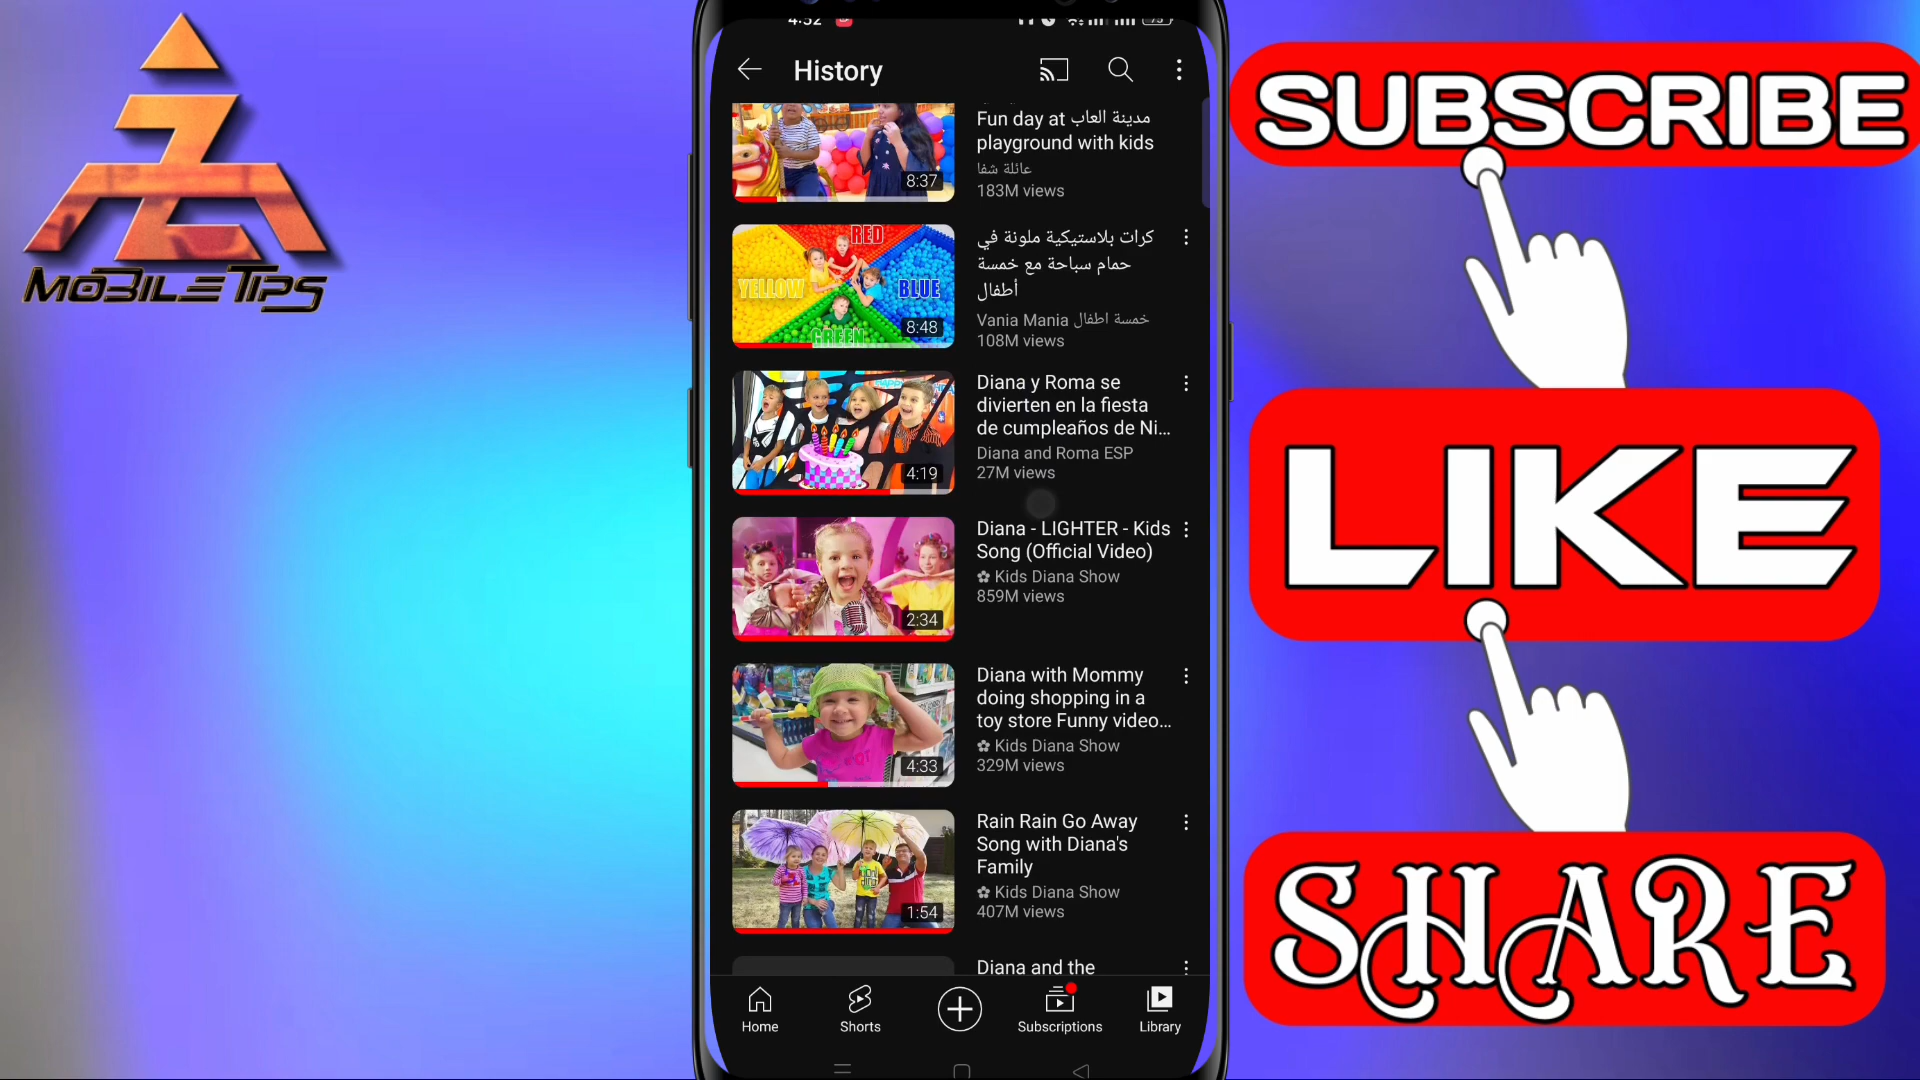 MOBILE TIPS
4:52
75
History
Fun day at مدينة العاب
playground with kids
عائلة شفا
183M views
8:37
RED
YELLOW
BLUE
GREEN
8:48
كرات بلاستيكية ملونة في
حمام سباحة مع خمسة
أطفال
Vania Mania خمسة اطفال
108M views
4:19
Diana y Roma se
divierten en la fiesta
de cumpleaños de Ni...
Diana and Roma ESP
27M views
2:34
Diana - LIGHTER - Kids
Song (Official Video)
✿ Kids Diana Show
859M views
4:33
Diana with Mommy
doing shopping in a
toy store Funny video...
✿ Kids Diana Show
329M views
1:54
Rain Rain Go Away
Song with Diana's
Family
✿ Kids Diana Show
407M views
Diana and the
Home
Shorts
Subscriptions
Library
SUBSCRIBE
LIKE
SHARE